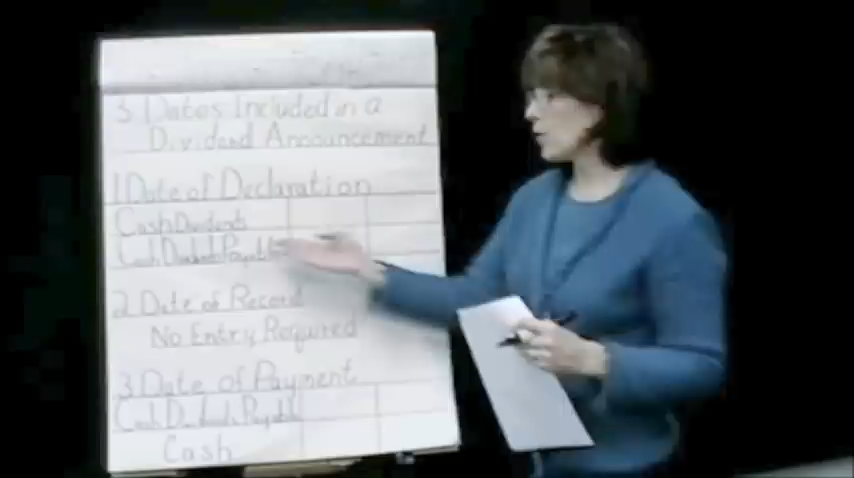 3 Dates Included in a
Dividend Announcement
1 Date of Declaration
Cash Dividends
Cash Dividends Payable
2 Date of Record
No Entry Required
3 Date of Payment
Cash Dividends Payable
Cash